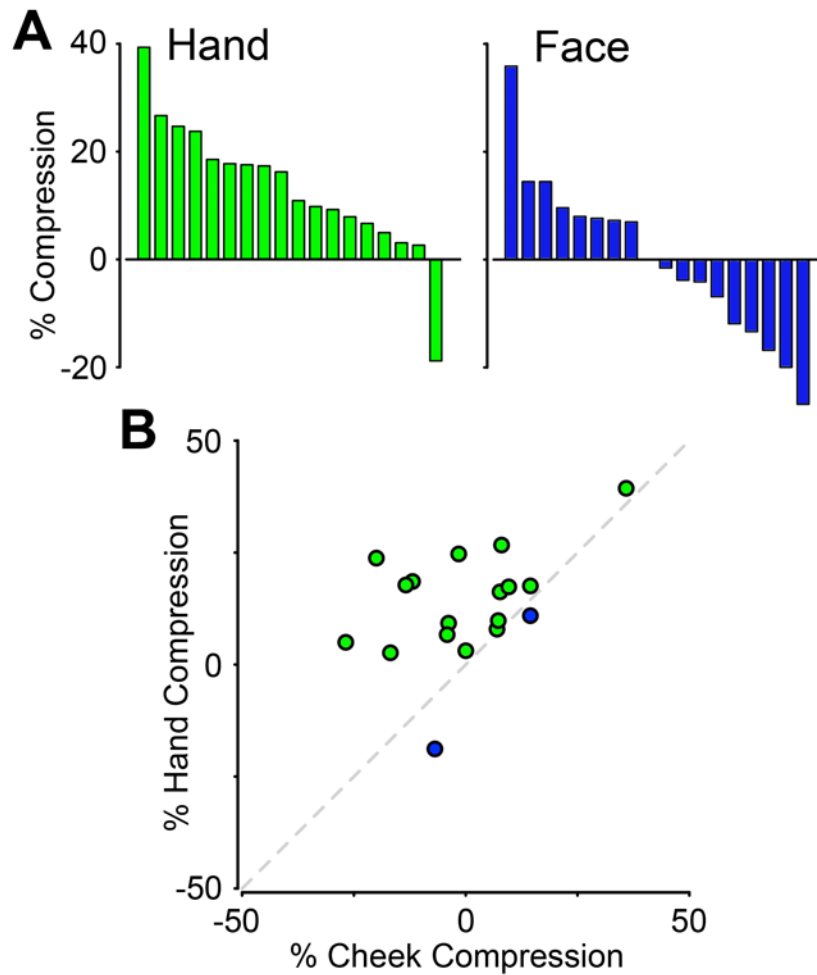 A
Hand
Face
40
20
0
-20
% Compression
B
50
0
-50
% Hand Compression
-50
0
50
% Cheek Compression